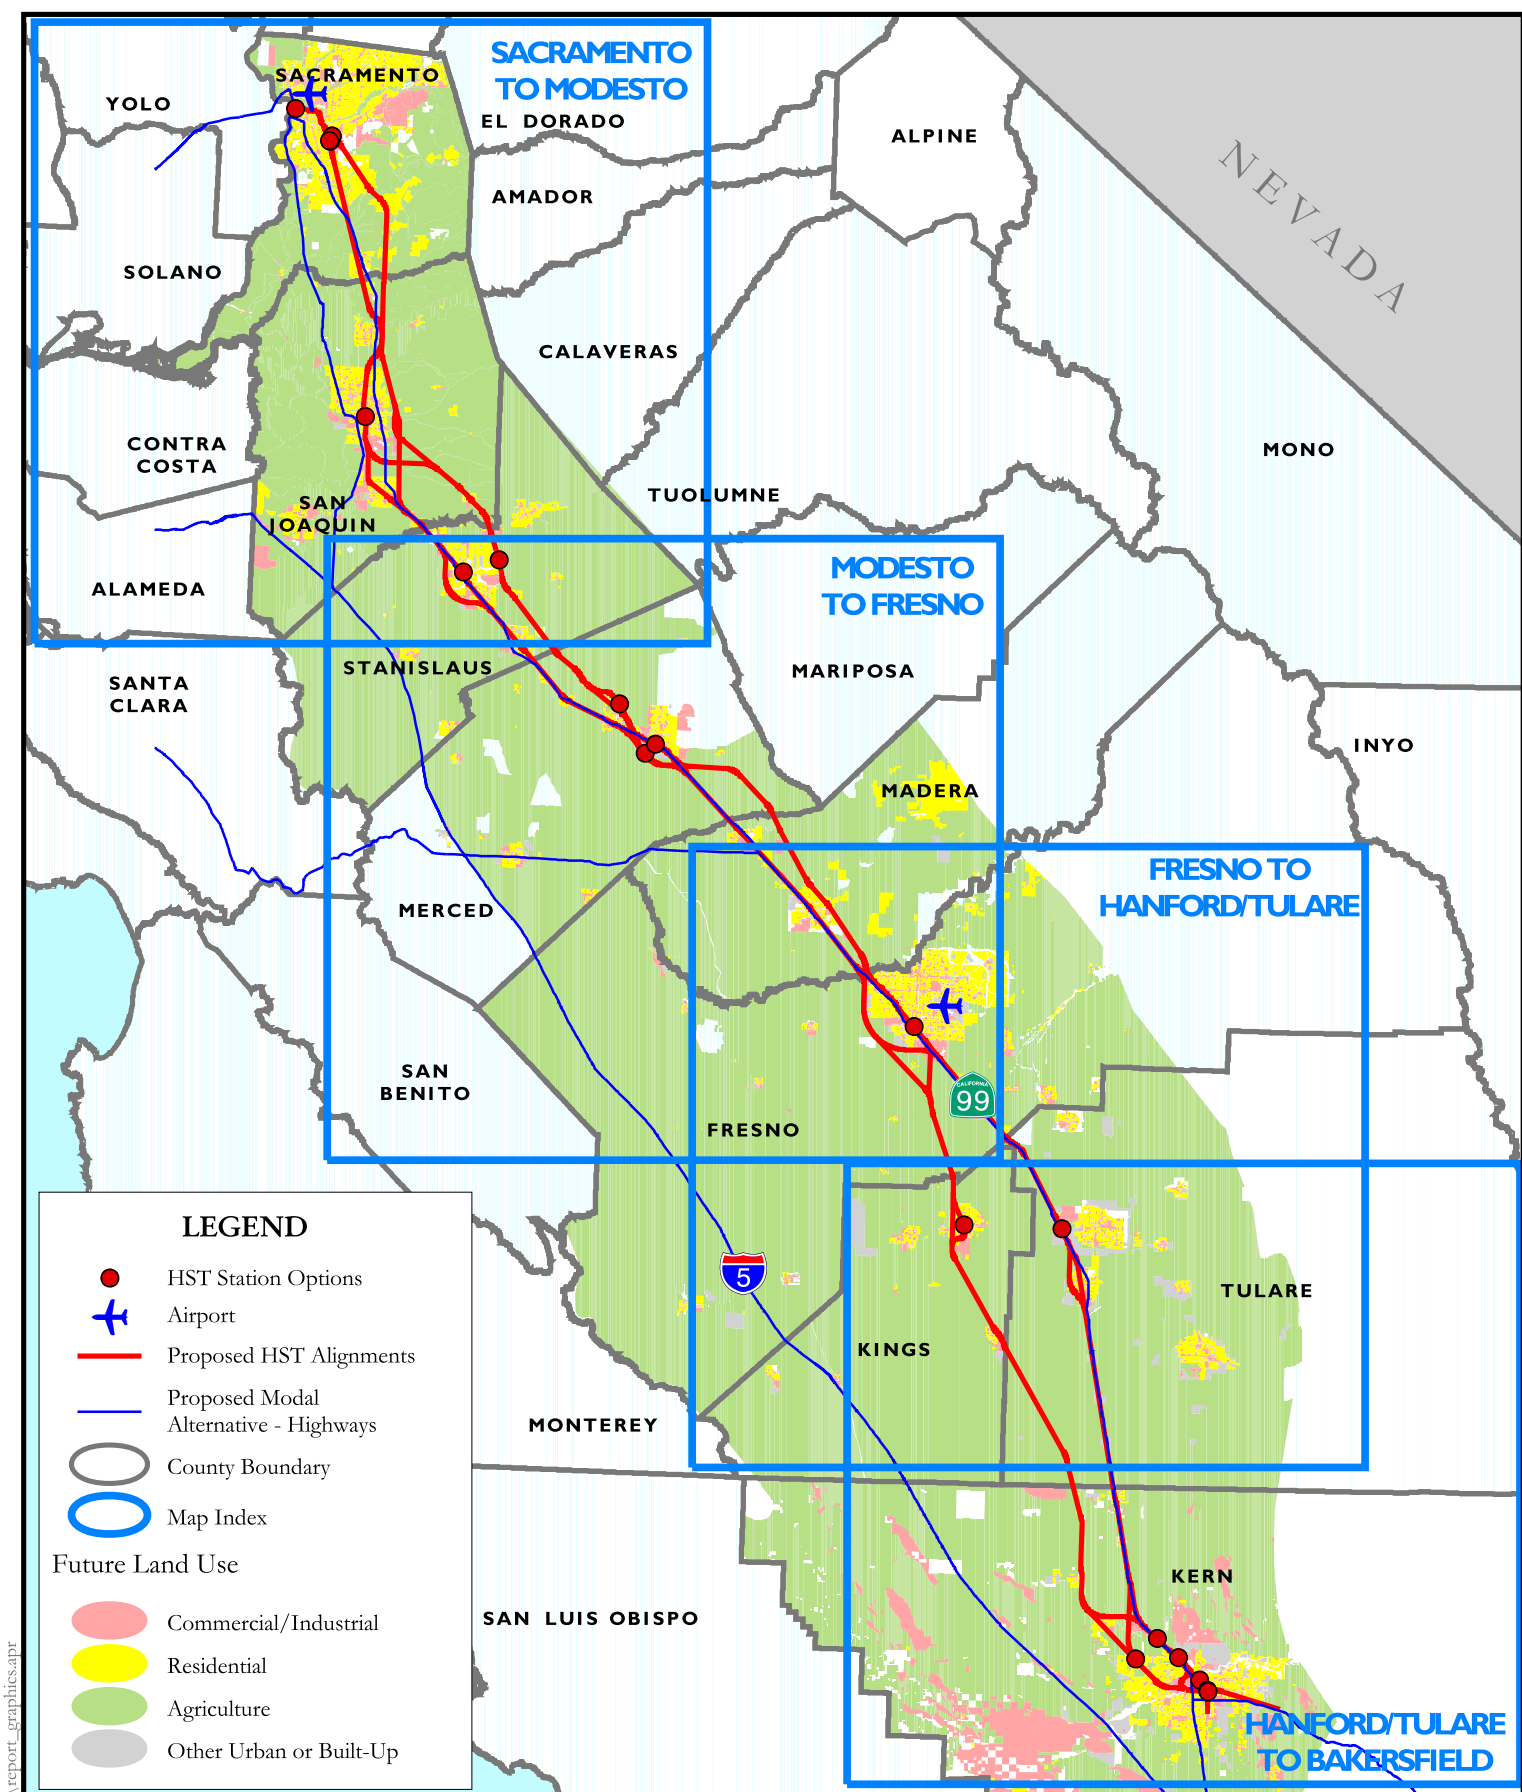 SACRAMENTO
TO MODESTO
SACRAMENTO
YOLO
EL DORADO
ALPINE
AMADOR
NEVADA
SOLANO
CALAVERAS
CONTRA
COSTA
MONO
TUOLUMNE
SAN
JOAQUIN
ALAMEDA
MODESTO
TO FRESNO
STANISLAUS
MARIPOSA
SANTA
CLARA
INYO
MADERA
FRESNO TO
HANFORD/TULARE
MERCED
SAN
BENITO
CALIFORNIA
99
FRESNO
5
TULARE
KINGS
MONTEREY
KERN
SAN LUIS OBISPO
HANFORD/TULARE
TO BAKERSFIELD
LEGEND
HST Station Options
Airport
Proposed HST Alignments
Proposed Modal
Alternative - Highways
County Boundary
Map Index
Future Land Use
Commercial/Industrial
Residential
Agriculture
Other Urban or Built-Up
\report_graphics.apr